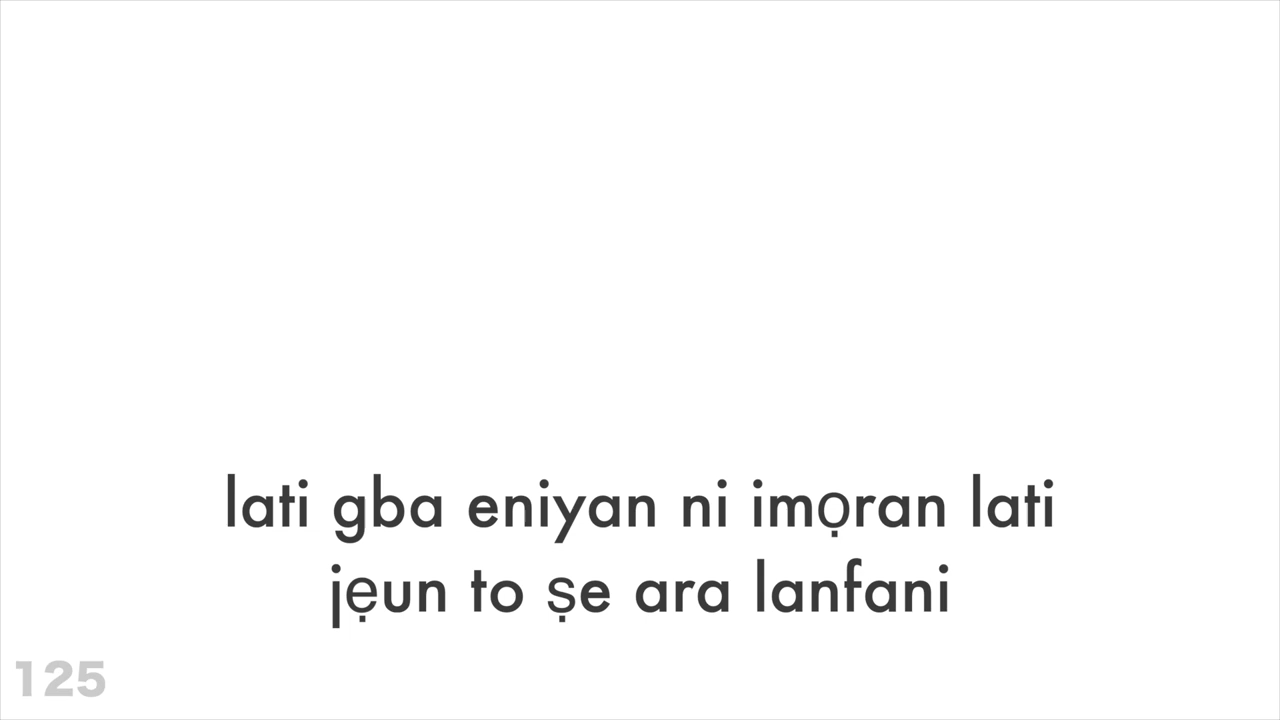 lati gba eniyan ni imọran lati
jẹun to ṣe ara lanfani
125